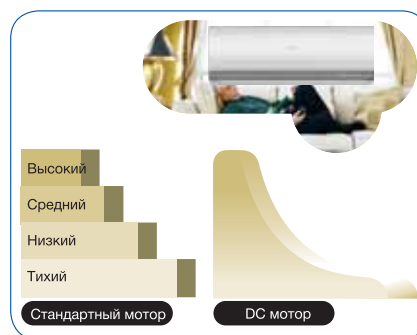 Высокий
Средний
Низкий
Тихий
Стандартный мотор
DC мотор